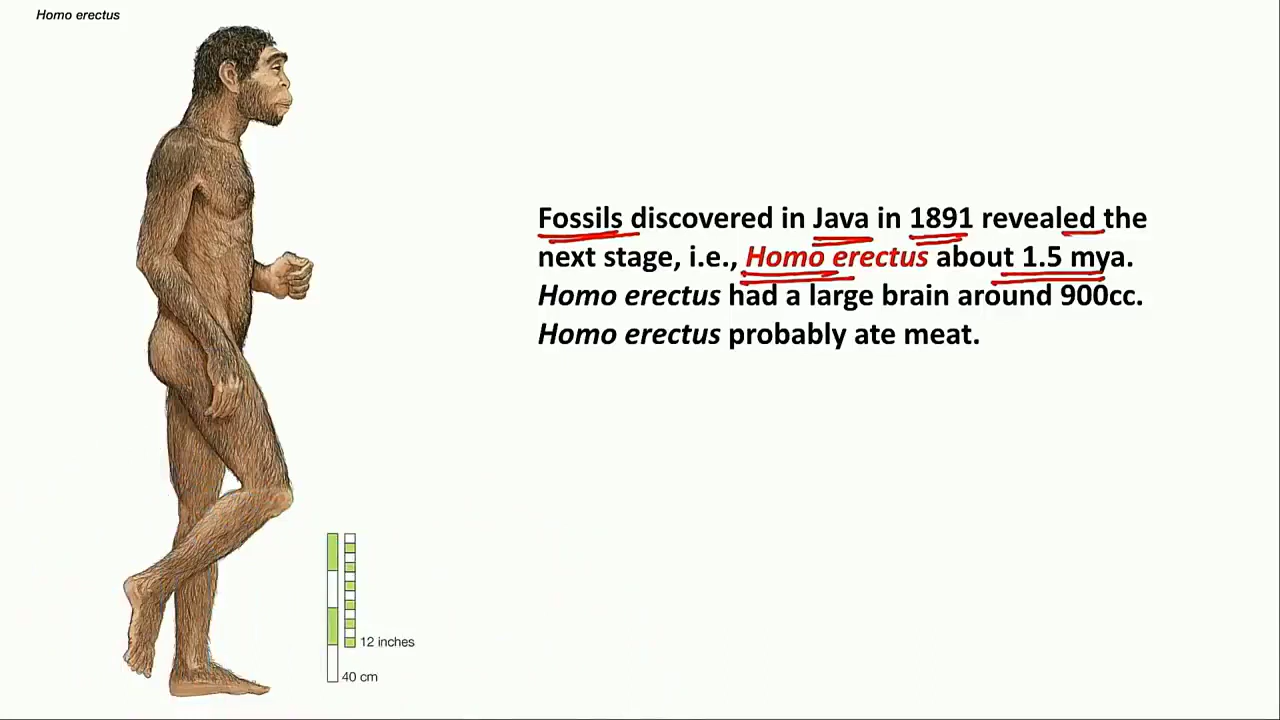 Homo erectus
Fossils discovered in Java in 1891 revealed the
next stage, i.e., Homo erectus about 1.5 mya.
Homo erectus had a large brain around 900cc.
Homo erectus probably ate meat.
12 inches
40 cm